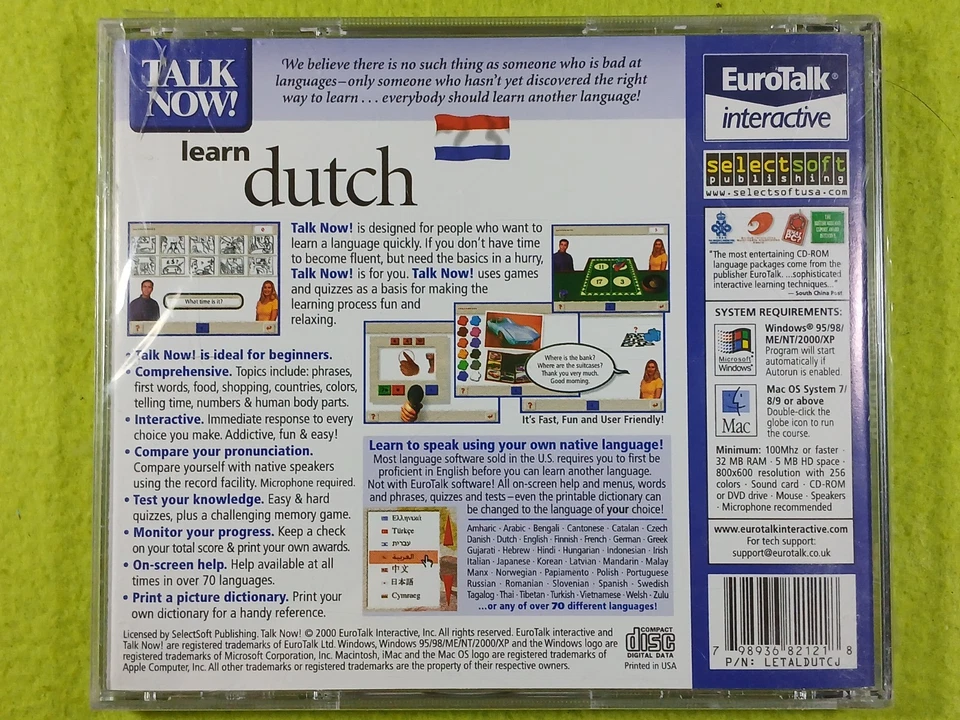 TALK
NOW!
We believe there is no such thing as someone who is bad at
languages–only someone who hasn't yet discovered the right
way to learn . . . everybody should learn another language!
learn
dutch
Talk Now! is designed for people who want to
learn a language quickly. If you don't have time
to become fluent, but need the basics in a hurry,
Talk Now! is for you. Talk Now! uses games
and quizzes as a basis for making the
learning process fun and
relaxing.
What time is it?
17
3
Where is the bank?
Where are the suitcases?
Thank you very much.
Good morning.
It's Fast, Fun and User Friendly!
• Talk Now! is ideal for beginners.
• Comprehensive. Topics include: phrases,
first words, food, shopping, countries, colors,
telling time, numbers & human body parts.
• Interactive. Immediate response to every
choice you make. Addictive, fun & easy!
• Compare your pronunciation.
Compare yourself with native speakers
using the record facility. Microphone required.
• Test your knowledge. Easy & hard
quizzes, plus a challenging memory game.
• Monitor your progress. Keep a check
on your total score & print your own awards.
• On-screen help. Help available at all
times in over 70 languages.
• Print a picture dictionary. Print your
own dictionary for a handy reference.
Learn to speak using your own native language!
Most language software sold in the U.S. requires you to first be
proficient in English before you can learn another language.
Not with EuroTalk software! All on-screen help and menus, words
and phrases, quizzes and tests–even the printable dictionary can
be changed to the language of your choice!
Ελληνικά
Türkçe
עברית
العربية
中文
日本語
Cymraeg
Amharic · Arabic · Bengali · Cantonese · Catalan · Czech
Danish · Dutch · English · Finnish · French · German · Greek
Gujarati · Hebrew · Hindi · Hungarian · Indonesian · Irish
Italian · Japanese · Korean · Latvian · Mandarin · Malay
Manx · Norwegian · Papiamento · Polish · Portuguese
Russian · Romanian · Slovenian · Spanish · Swedish
Tagalog · Thai · Tibetan · Turkish · Vietnamese · Welsh · Zulu
...or any of over 70 different languages!
Licensed by SelectSoft Publishing. Talk Now! © 2000 EuroTalk Interactive, Inc. All rights reserved. EuroTalk interactive and
Talk Now! are registered trademarks of EuroTalk Ltd. Windows, Windows 95/98/ME/NT/2000/XP and the Windows logo are
registered trademarks of Microsoft Corporation, Inc. Macintosh, iMac and the Mac OS logo are registered trademarks of
Apple Computer, Inc. All other trademarks or registered trademarks are the property of their respective owners.
COMPACT
disc
DIGITAL DATA
Printed in USA
EuroTalk®
interactive
selectsoft
publishing
www.selectsoftusa.com
"The most entertaining CD-ROM
language packages come from the
publisher EuroTalk. ...sophisticated
interactive learning techniques..."
— South China Post
SYSTEM REQUIREMENTS:
Microsoft®
Windows®
Windows® 95/98/
ME/NT/2000/XP
Program will start
automatically if
Autorun is enabled.
Mac
Mac OS System 7/
8/9 or above
Double-click the
globe icon to run
the course.
Minimum: 100Mhz or faster ·
32 MB RAM · 5 MB HD space ·
800x600 resolution with 256
colors · Sound card · CD-ROM
or DVD drive · Mouse · Speakers
· Microphone recommended
www.eurotalkinteractive.com
For tech support:
support@eurotalk.co.uk
7 98936 82121 8
P/N: LETALDUTCJ